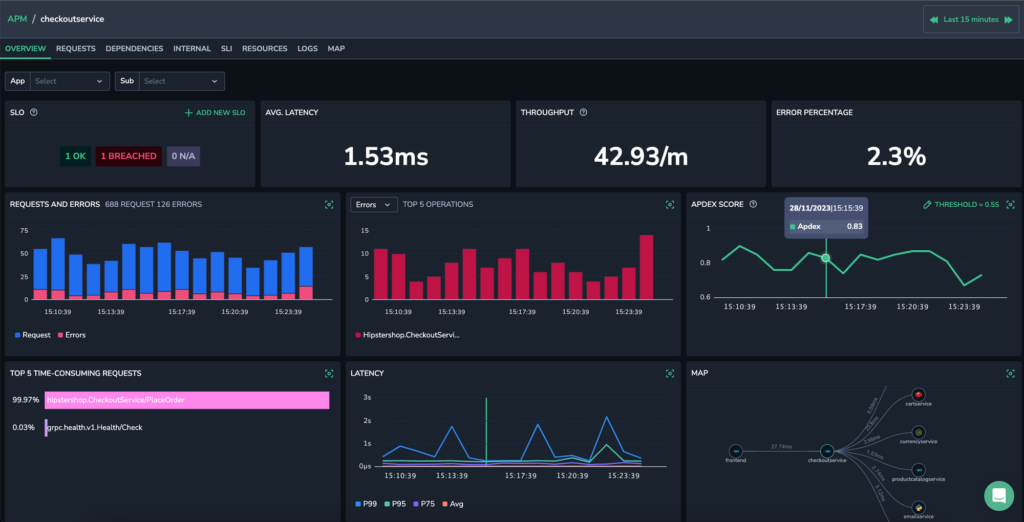 APM / checkoutservice
Last 15 minutes
OVERVIEW REQUESTS DEPENDENCIES INTERNAL SLI RESOURCES LOGS MAP
App Select Sub Select
SLO + ADD NEW SLO
1 OK 1 BREACHED 0 N/A
AVG. LATENCY
1.53ms
THROUGHPUT
42.93/m
ERROR PERCENTAGE
2.3%
REQUESTS AND ERRORS 688 REQUEST 126 ERRORS
75
50
25
0
15:10:39 15:13:39 15:17:39 15:20:39 15:23:39
Request Errors
Errors TOP 5 OPERATIONS
15
10
5
0
15:10:39 15:13:39 15:17:39 15:20:39 15:23:39
Hipstershop.CheckoutServi...
APDEX SCORE THRESHOLD = 0.5S
28/11/2023|15:15:39
Apdex 0.83
1
0.8
0.6
15:10:39 15:13:39 15:17:39 15:20:39 15:23:39
TOP 5 TIME-CONSUMING REQUESTS
99.97% hipstershop.CheckoutService/PlaceOrder
0.03% grpc.health.v1.Health/Check
LATENCY
3s
2s
1s
0μs
15:10:39 15:13:39 15:17:39 15:20:39 15:23:39
P99 P95 P75 Avg
MAP
27.74ms
frontend
checkoutservice
cartservice
currencyservice
productcatalogservice
emailservice